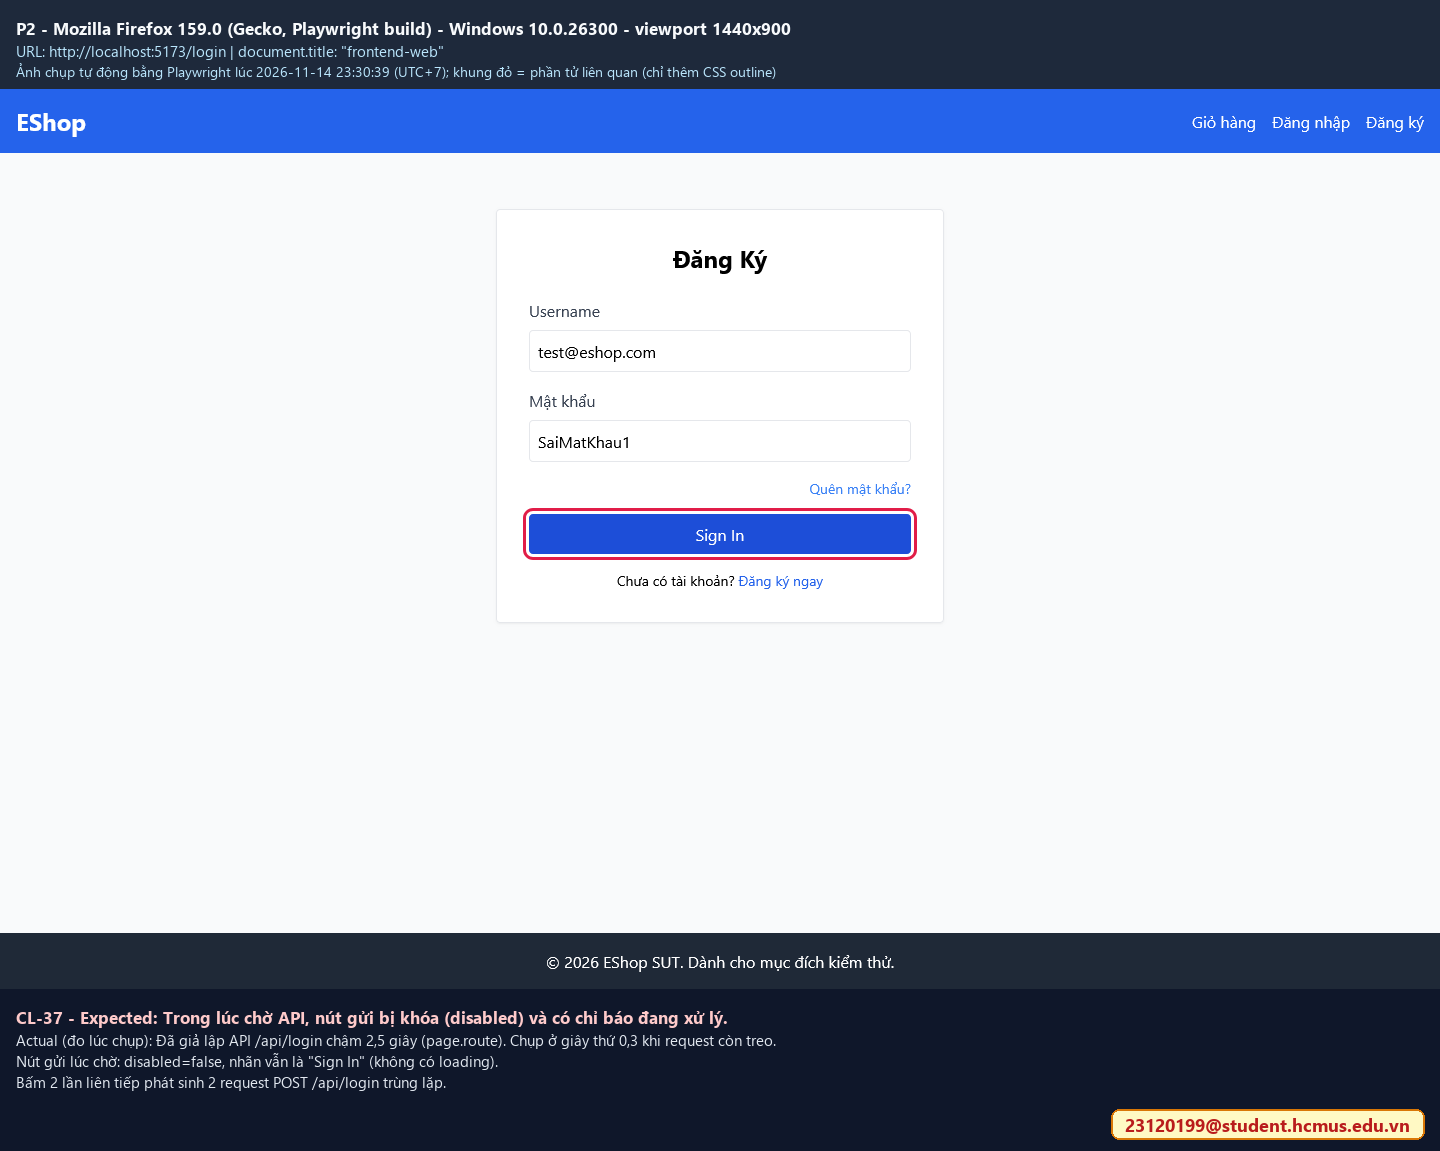 P2 - Mozilla Firefox 159.0 (Gecko, Playwright build) - Windows 10.0.26300 - viewport 1440x900
URL: http://localhost:5173/login | document.title: "frontend-web"
Ảnh chụp tự động bằng Playwright lúc 2026-11-14 23:30:39 (UTC+7); khung đỏ = phần tử liên quan (chỉ thêm CSS outline)
EShop
Giỏ hàng
Đăng nhập
Đăng ký
Đăng Ký
Username
test@eshop.com
Mật khẩu
SaiMatKhau1
Quên mật khẩu?
Sign In
Chưa có tài khoản? Đăng ký ngay
© 2026 EShop SUT. Dành cho mục đích kiểm thử.
CL-37 - Expected: Trong lúc chờ API, nút gửi bị khóa (disabled) và có chỉ báo đang xử lý.
Actual (đo lúc chụp): Đã giả lập API /api/login chậm 2,5 giây (page.route). Chụp ở giây thứ 0,3 khi request còn treo.
Nút gửi lúc chờ: disabled=false, nhãn vẫn là "Sign In" (không có loading).
Bấm 2 lần liên tiếp phát sinh 2 request POST /api/login trùng lặp.
23120199@student.hcmus.edu.vn